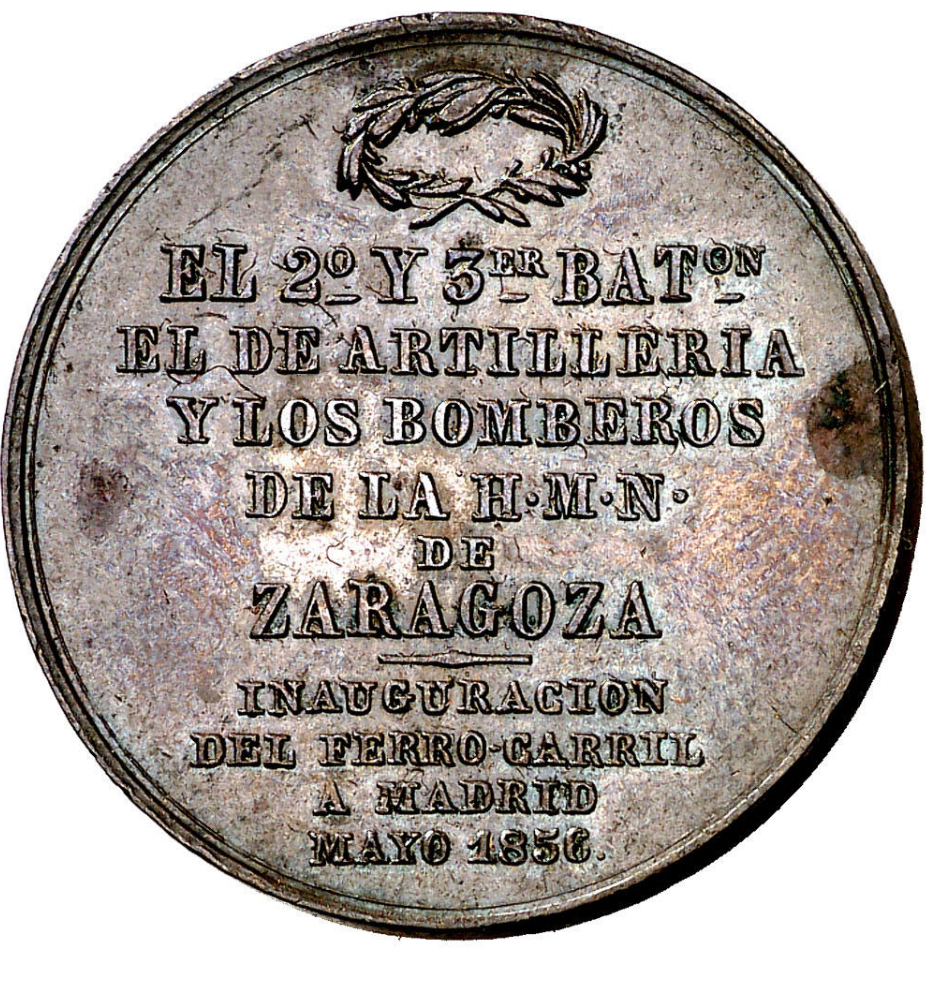 EL 2º Y 3ER BATON
EL DE ARTILLERIA
Y LOS BOMBEROS
DE LA H·M·N·
DE
ZARAGOZA
INAUGURACION
DEL FERRO-CARRIL
A MADRID
MAYO 1856.